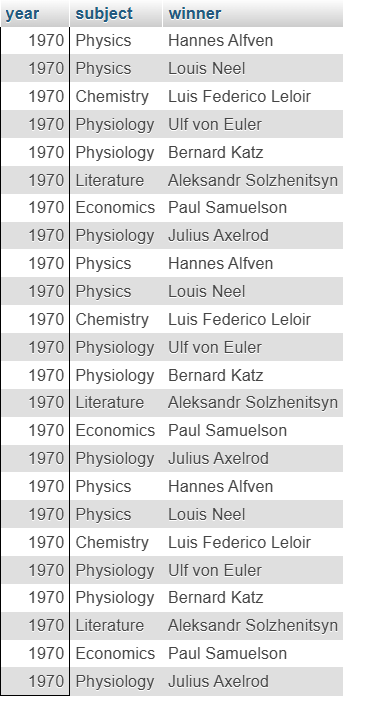 year subject winner
1970 Physics Hannes Alfven
1970 Physics Louis Neel
1970 Chemistry Luis Federico Leloir
1970 Physiology Ulf von Euler
1970 Physiology Bernard Katz
1970 Literature Aleksandr Solzhenitsyn
1970 Economics Paul Samuelson
1970 Physiology Julius Axelrod
1970 Physics Hannes Alfven
1970 Physics Louis Neel
1970 Chemistry Luis Federico Leloir
1970 Physiology Ulf von Euler
1970 Physiology Bernard Katz
1970 Literature Aleksandr Solzhenitsyn
1970 Economics Paul Samuelson
1970 Physiology Julius Axelrod
1970 Physics Hannes Alfven
1970 Physics Louis Neel
1970 Chemistry Luis Federico Leloir
1970 Physiology Ulf von Euler
1970 Physiology Bernard Katz
1970 Literature Aleksandr Solzhenitsyn
1970 Economics Paul Samuelson
1970 Physiology Julius Axelrod